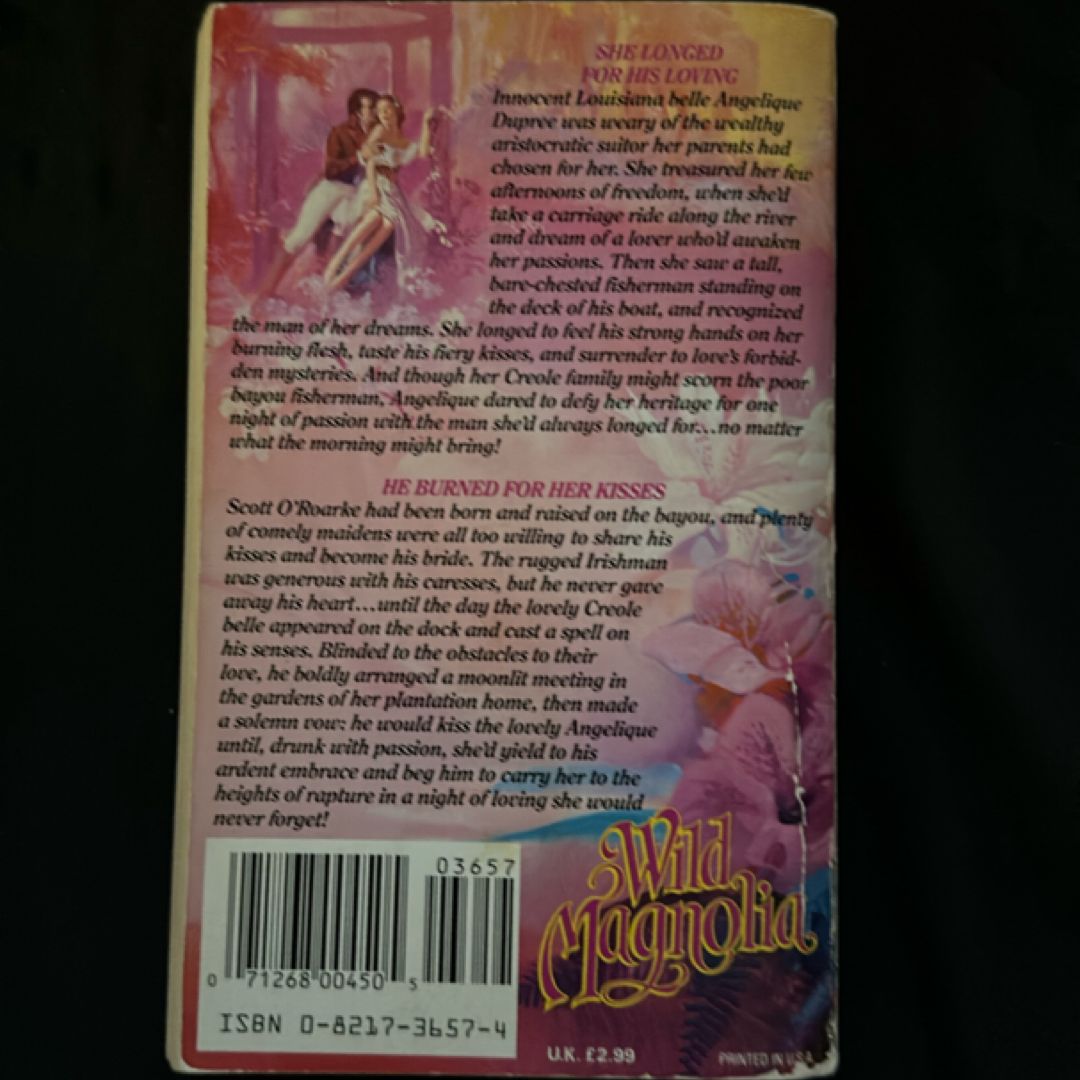 SHE LONGED
FOR HIS LOVING
Innocent Louisiana belle Angelique
Dupree was weary of the wealthy
aristocratic suitor her parents had
chosen for her. She treasured her few
afternoons of freedom, when she'd
take a carriage ride along the river
and dream of a lover who'd awaken
her passions. Then she saw a tall,
bare-chested fisherman standing on
the deck of his boat, and recognized
the man of her dreams. She longed to feel his strong hands on her
burning flesh, taste his fiery kisses, and surrender to love's forbid-
den mysteries. And though her Creole family might scorn the poor
bayou fisherman, Angelique dared to defy her heritage for one
night of passion with the man she'd always longed for...no matter
what the morning might bring!
HE BURNED FOR HER KISSES
Scott O'Roarke had been born and raised on the bayou, and plenty
of comely maidens were all too willing to share his
kisses and become his bride. The rugged Irishman
was generous with his caresses, but he never gave
away his heart...until the day the lovely Creole
belle appeared on the dock and cast a spell on
his senses. Blinded to the obstacles to their
love, he boldly arranged a moonlit meeting in
the gardens of her plantation home, then made
a solemn vow: he would kiss the lovely Angelique
until, drunk with passion, she'd yield to his
ardent embrace and beg him to carry her to the
heights of rapture in a night of loving she would
never forget!
Wild
Magnolia
03657
0 71268 00450 5
ISBN 0-8217-3657-4
U.K. £2.99
PRINTED IN U.S.A.